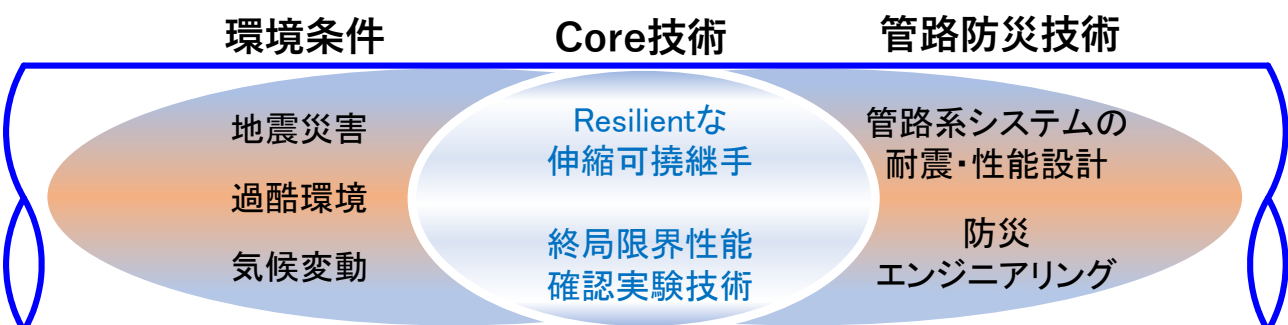 環境条件
Core技術
管路防災技術
地震災害
過酷環境
気候変動
Resilientな
伸縮可撓継手
終局限界性能
確認実験技術
管路系システムの
耐震・性能設計
防災
エンジニアリング